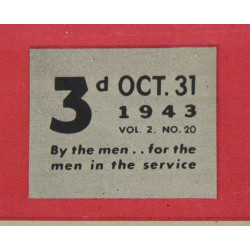 3d OCT. 31
1943
VOL. 2, NO. 20
By the men . . for the
men in the service